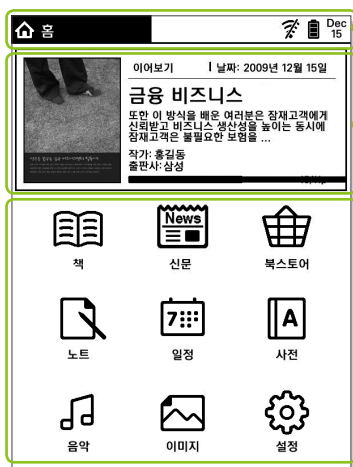 홈
Dec
15
이어보기 | 날짜: 2009년 12월 15일
금융 비즈니스
또한 이 방식을 배운 여러분은 잠재고객에게
신뢰받고 비즈니스 생산성을 높이는 동시에
잠재고객은 불필요한 보험을 ...
작가: 홍길동
출판사: 삼성
News
책 신문 북스토어
7
A
노트 일정 사전
음악 이미지 설정